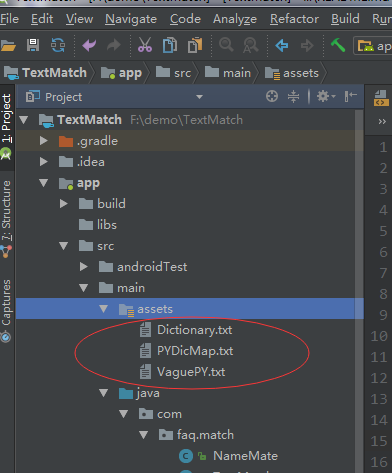 File Edit View Navigate Code Analyze Refactor Build
TextMatch app src main assets
Project
TextMatch F:\demo\TextMatch
.gradle
.idea
app
build
libs
src
androidTest
main
assets
Dictionary.txt
PYDicMap.txt
VaguePY.txt
java
com
faq.match
NameMate
1: Project
7: Structure
Captures
1
2
3
4
5
6
7
8
9
10
11
12
13
14
15
16